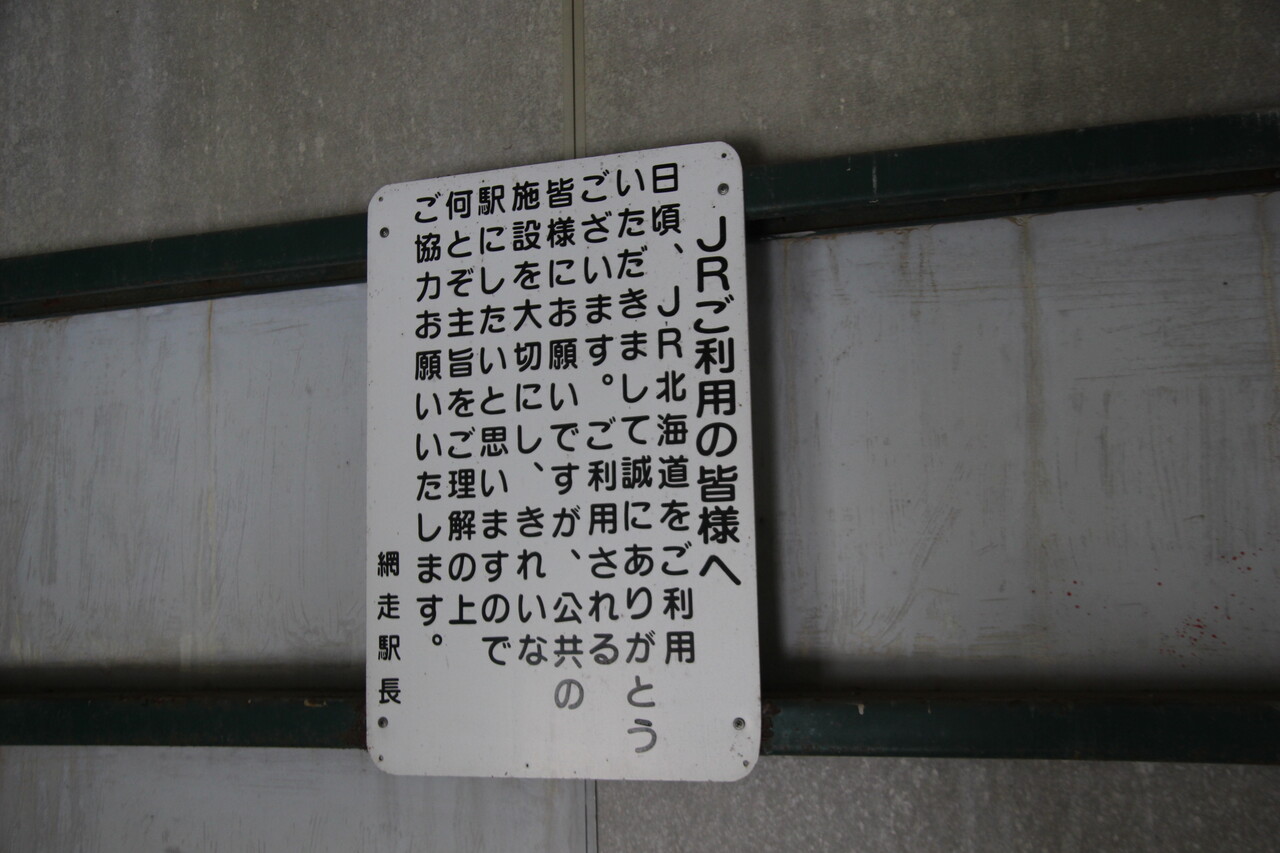 JRご利用の皆様へ
日頃、JR北海道をご利用
いただきまして誠にありがとう
ございます。ご利用される
皆様にお願いですが、公共の
施設を大切にし、きれいな
駅にしたいと思いますので
何とぞ主旨をご理解の上
ご協力お願いいたします。
網走駅長